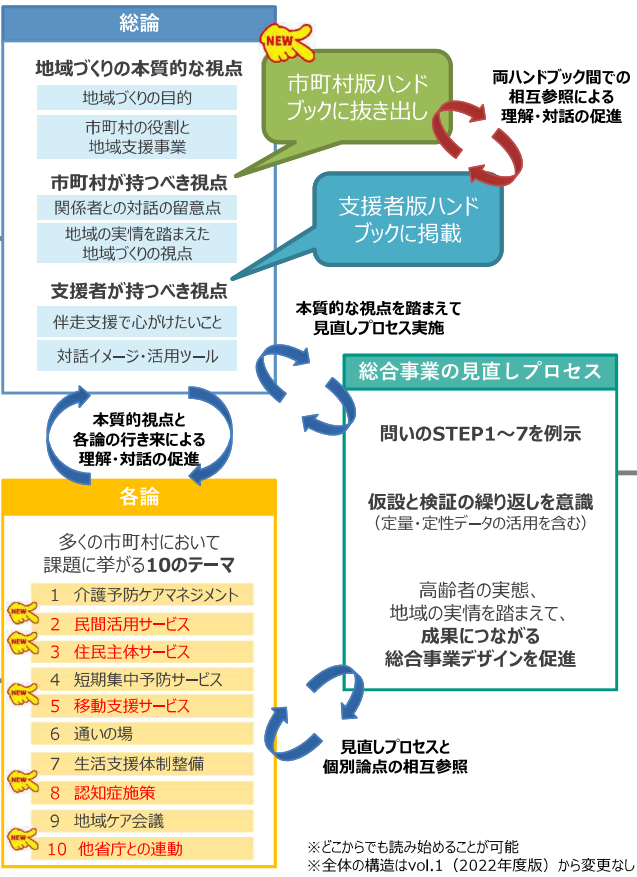 総論
NEW
地域づくりの本質的な視点
地域づくりの目的
市町村の役割と
地域支援事業
市町村が持つべき視点
関係者との対話の留意点
地域の実情を踏まえた
地域づくりの視点
支援者が持つべき視点
伴走支援で心がけたいこと
対話イメージ・活用ツール
市町村版ハンド
ブックに抜き出し
支援者版ハンド
ブックに掲載
両ハンドブック間での
相互参照による
理解・対話の促進
本質的な視点を踏まえて
見直しプロセス実施
総合事業の見直しプロセス
問いのSTEP1～7を例示
仮設と検証の繰り返しを意識
（定量・定性データの活用を含む）
高齢者の実態、
地域の実情を踏まえて、
成果につながる
総合事業デザインを促進
本質的視点と
各論の行き来による
理解・対話の促進
各論
多くの市町村において
課題に挙がる10のテーマ
1 介護予防ケアマネジメント
NEW
2 民間活用サービス
NEW
3 住民主体サービス
4 短期集中予防サービス
NEW
5 移動支援サービス
6 通いの場
7 生活支援体制整備
NEW
8 認知症施策
9 地域ケア会議
NEW
10 他省庁との連動
見直しプロセスと
個別論点の相互参照
※どこからでも読み始めることが可能
※全体の構造はvol.1（2022年度版）から変更なし